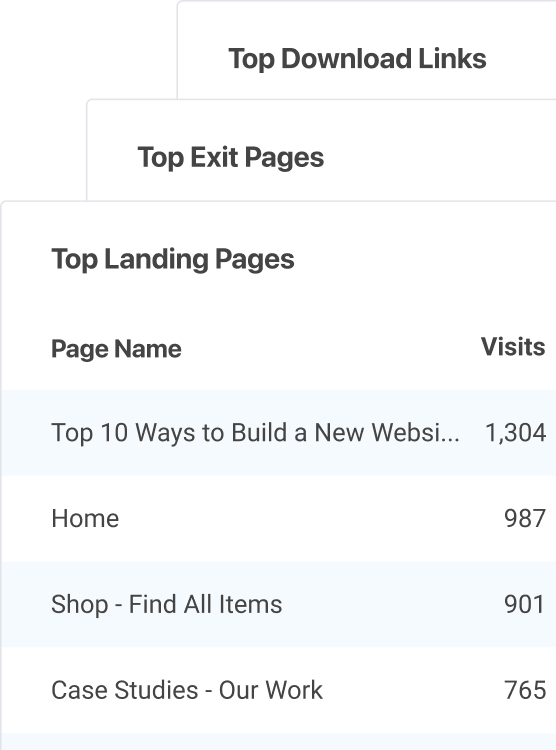 Top Download Links
Top Exit Pages
Top Landing Pages
Page Name Visits
Top 10 Ways to Build a New Websi... 1,304
Home 987
Shop - Find All Items 901
Case Studies - Our Work 765